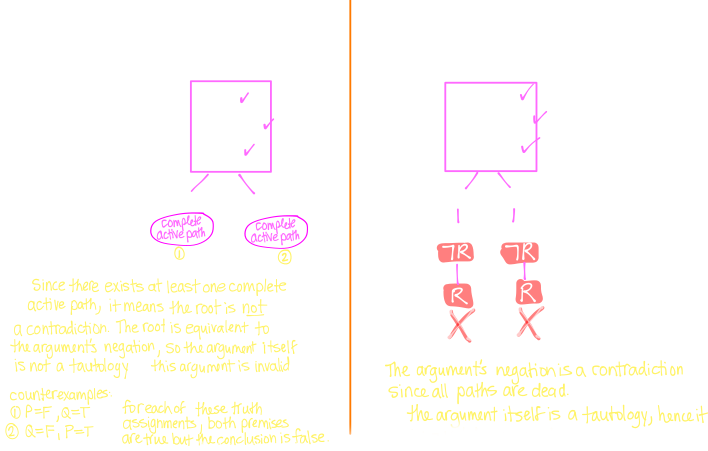 complete
active path
①
complete
active path
②
Since there exists at least one complete
active path, it means the root is not
a contradiction. The root is equivalent to
the argument's negation, so the argument itself
is not a tautology this argument is invalid
counterexamples
① P=F, Q=T
② Q=F, P=T
for each of these truth
assignments, both premises
are true but the conclusion is false.
¬R
¬R
R
R
X
X
The argument's negation is a contradiction
since all paths are dead
the argument itself is a tautology, hence it